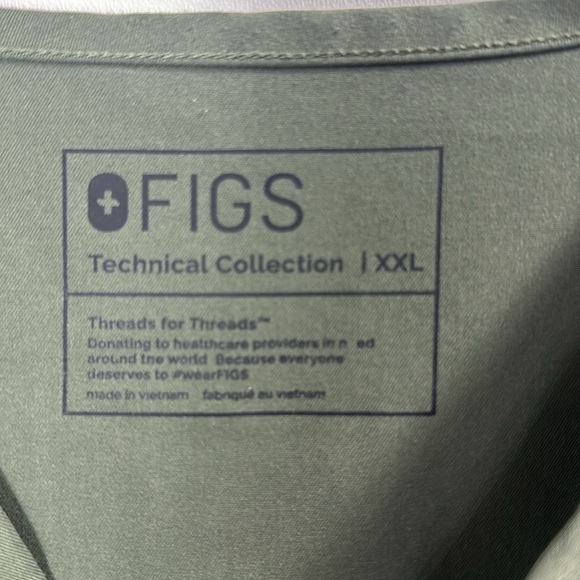 FIGS
Technical Collection | XXL
Threads for Threads™
Donating to healthcare providers in n ed
around the world Because everyone
deserves to #wearFIGS
made in vietnam fabriqué au vietnam